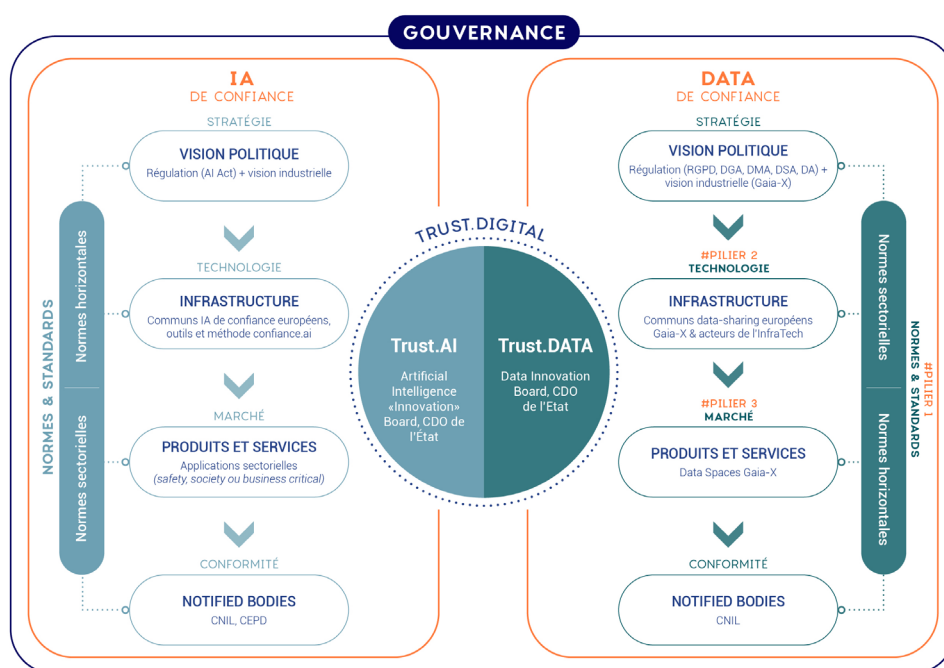 GOUVERNANCE
IA
DE CONFIANCE
STRATÉGIE
VISION POLITIQUE
Régulation (AI Act) + vision industrielle
TECHNOLOGIE
INFRASTRUCTURE
Communs IA de confiance européens,
outils et méthode confiance.ai
MARCHÉ
PRODUITS ET SERVICES
Applications sectorielles
(safety, society ou business critical)
CONFORMITÉ
NOTIFIED BODIES
CNIL, CEPD
NORMES & STANDARDS
Normes horizontales
Normes sectorielles
TRUST.DIGITAL
Trust.AI
Artificial
Intelligence
«Innovation»
Board, CDO de
l'État
Trust.DATA
Data Innovation
Board, CDO
de l'Etat
DATA
DE CONFIANCE
STRATÉGIE
VISION POLITIQUE
Régulation (RGPD, DGA, DMA, DSA, DA) +
vision industrielle (Gaia-X)
#PILIER 2
TECHNOLOGIE
INFRASTRUCTURE
Communs data-sharing européens
Gaia-X & acteurs de l'InfraTech
#PILIER 3
MARCHÉ
PRODUITS ET SERVICES
Data Spaces Gaia-X
CONFORMITÉ
NOTIFIED BODIES
CNIL
Normes sectorielles
Normes horizontales
#PILIER 1
NORMES & STANDARDS